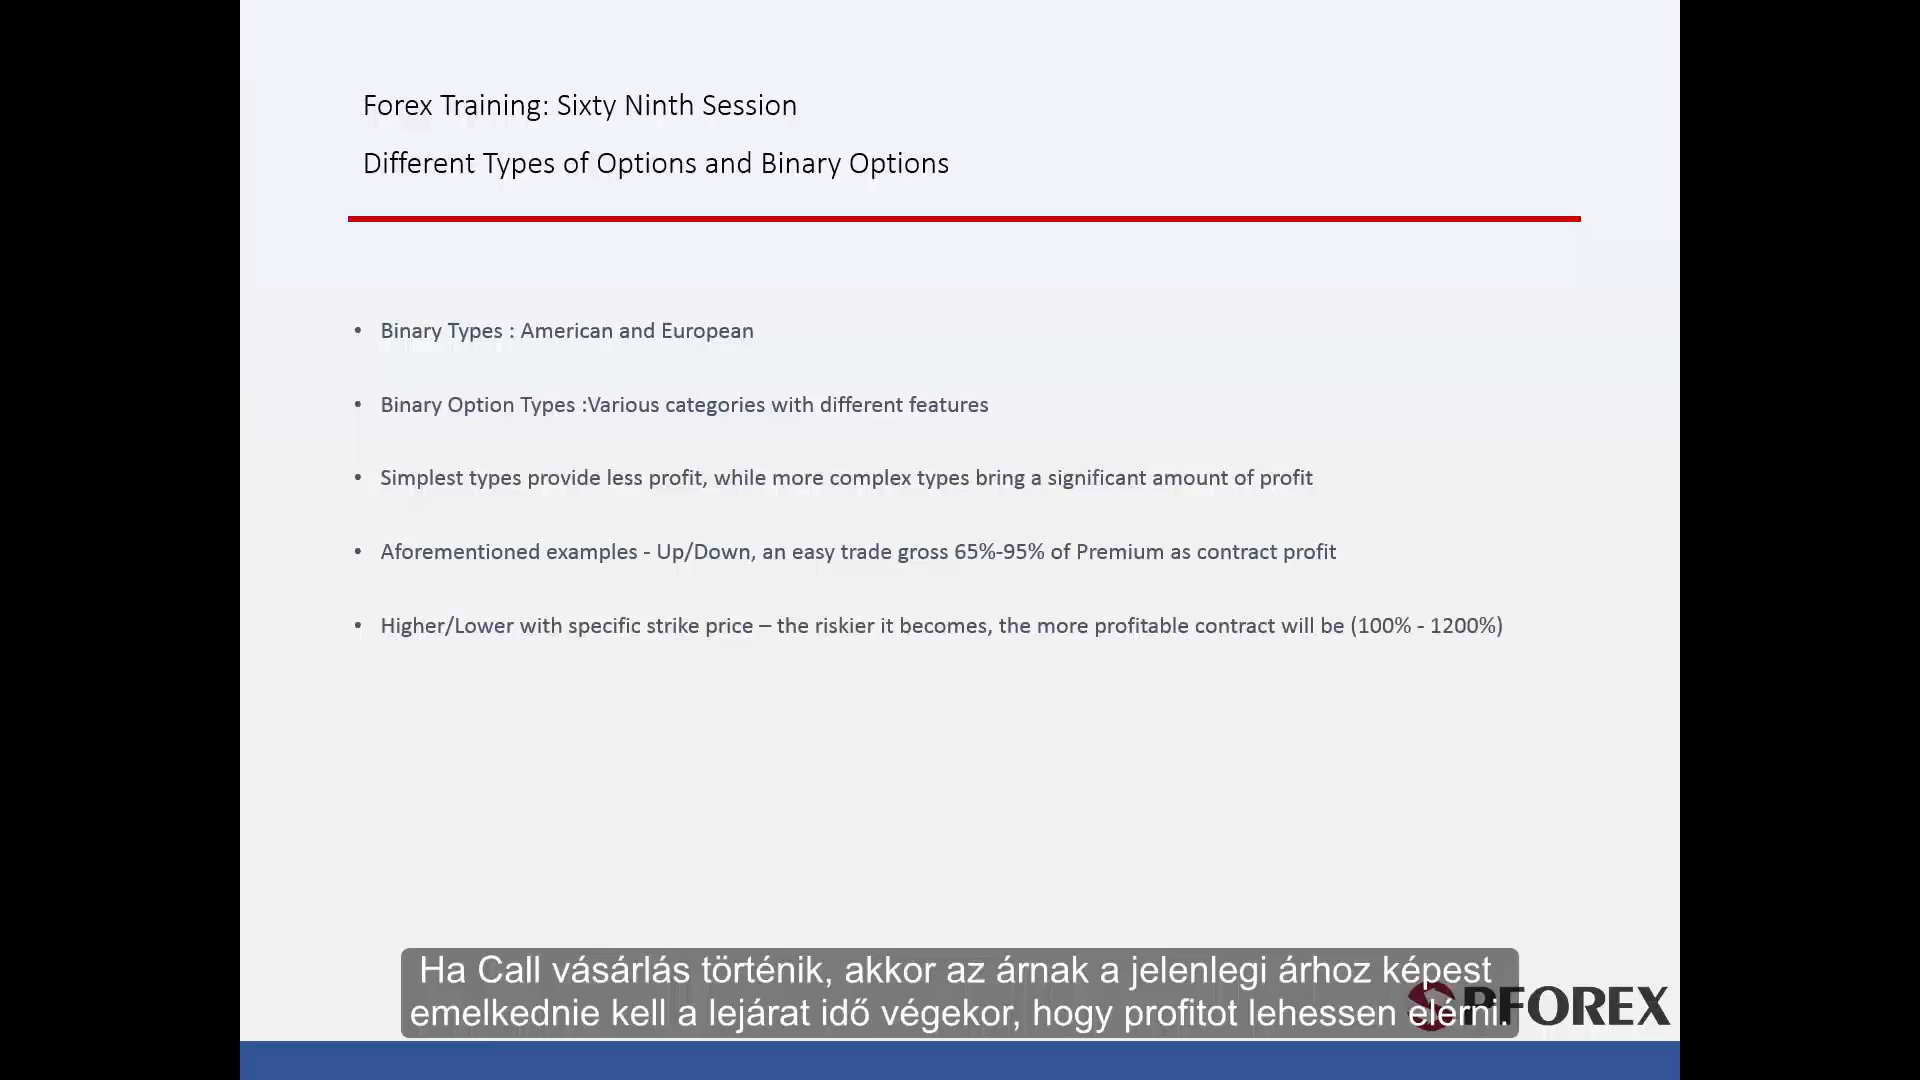 Forex Training: Sixty Ninth Session
Different Types of Options and Binary Options
• Binary Types : American and European
• Binary Option Types :Various categories with different features
• Simplest types provide less profit, while more complex types bring a significant amount of profit
• Aforementioned examples - Up/Down, an easy trade gross 65%-95% of Premium as contract profit
• Higher/Lower with specific strike price – the riskier it becomes, the more profitable contract will be (100% - 1200%)
Ha Call vásárlás történik, akkor az árnak a jelenlegi árhoz képest
emelkednie kell a lejárat idő végekor, hogy profitot lehessen elérni.
PFOREX